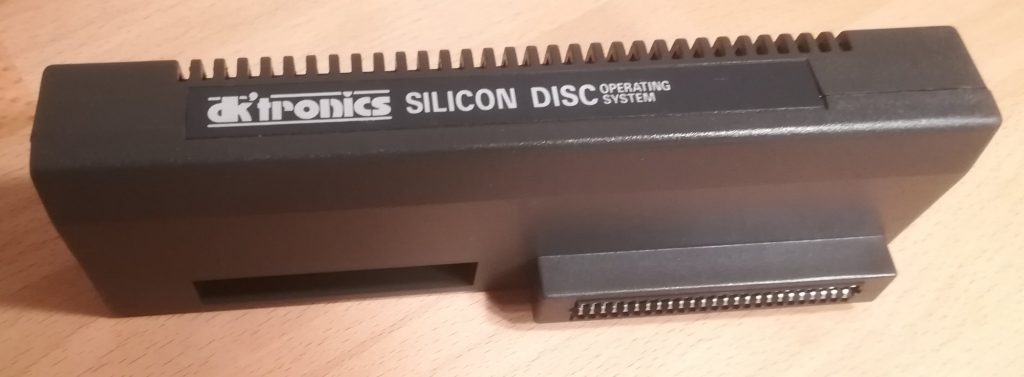 dk'tronics SILICON DISC OPERATING
SYSTEM